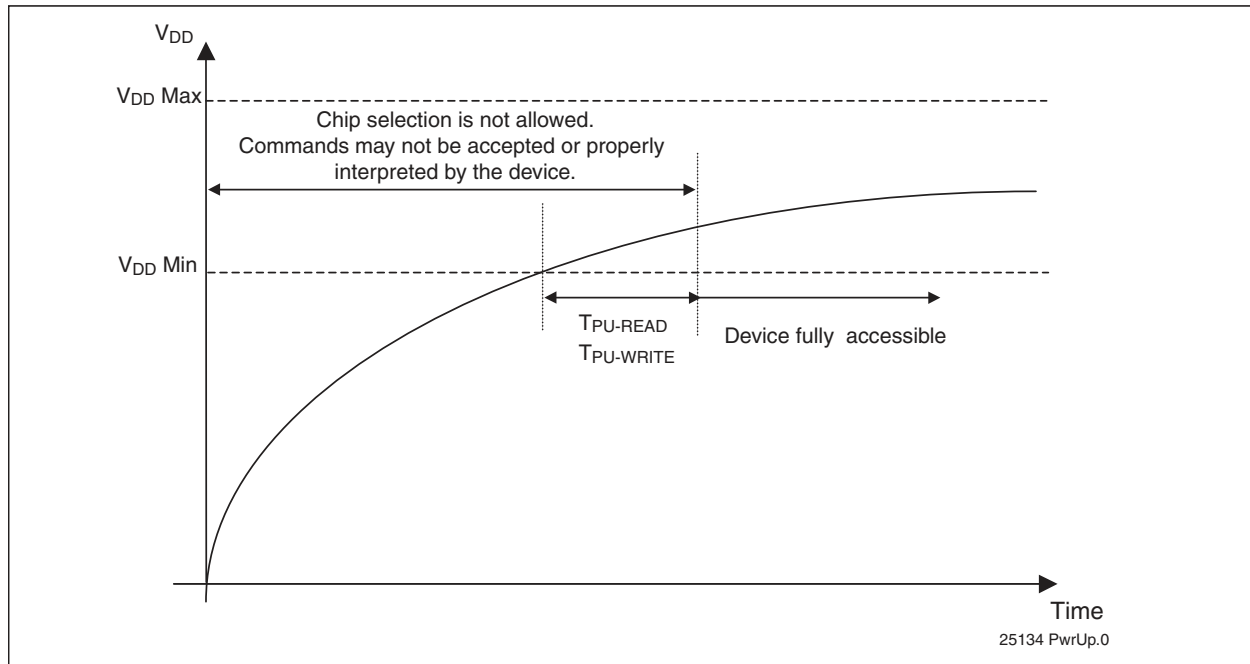 VDD
VDD Max
Chip selection is not allowed.
Commands may not be accepted or properly
interpreted by the device.
VDD Min
TPU-READ
TPU-WRITE
Device fully accessible
Time
25134 PwrUp.0